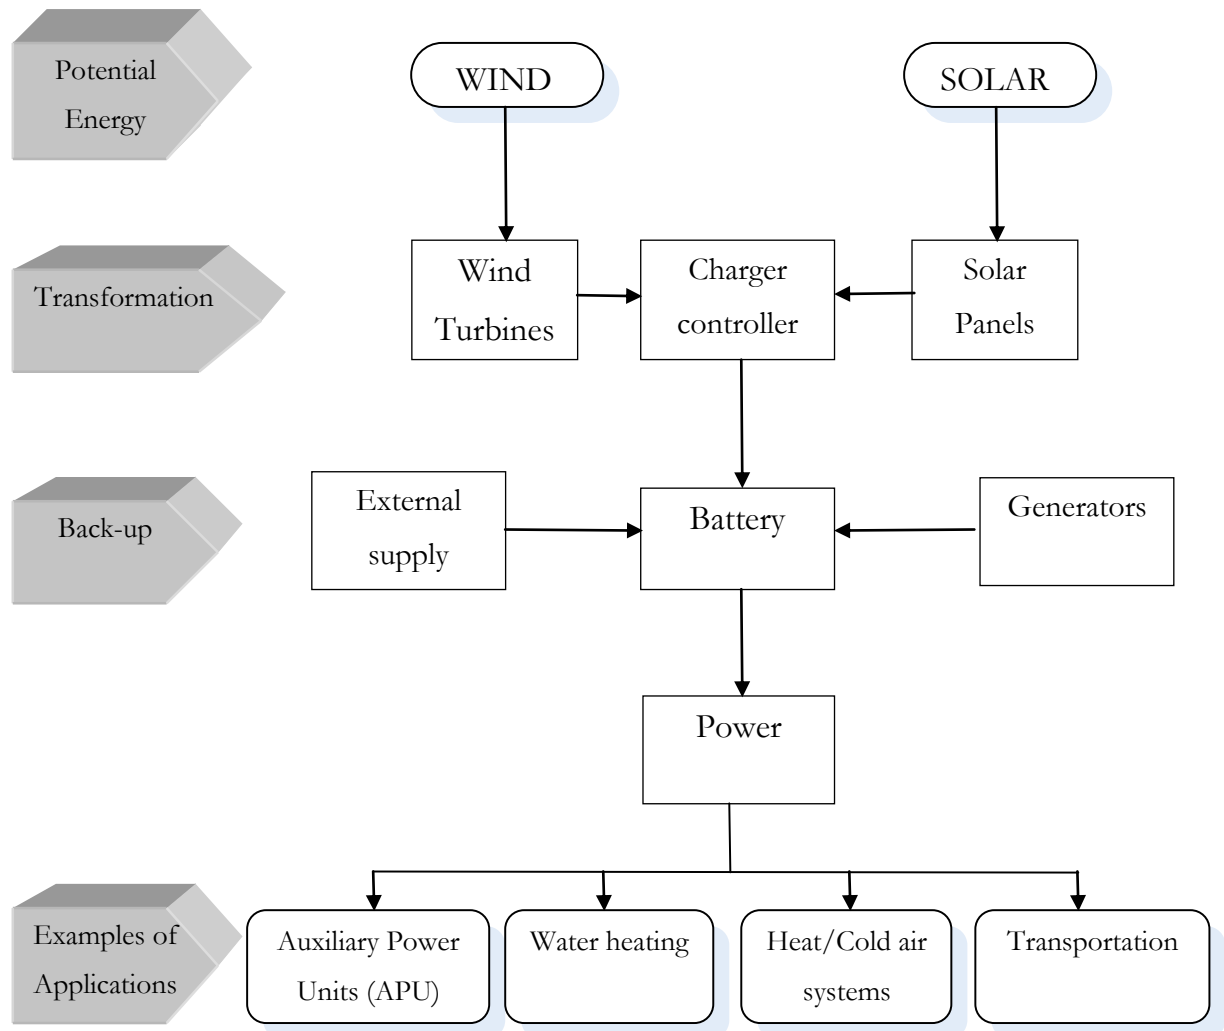 Potential
Energy
WIND
SOLAR
Transformation
Wind
Turbines
Charger
controller
Solar
Panels
Back-up
External
supply
Battery
Generators
Power
Examples of
Applications
Auxiliary Power
Units (APU)
Water heating
Heat/Cold air
systems
Transportation